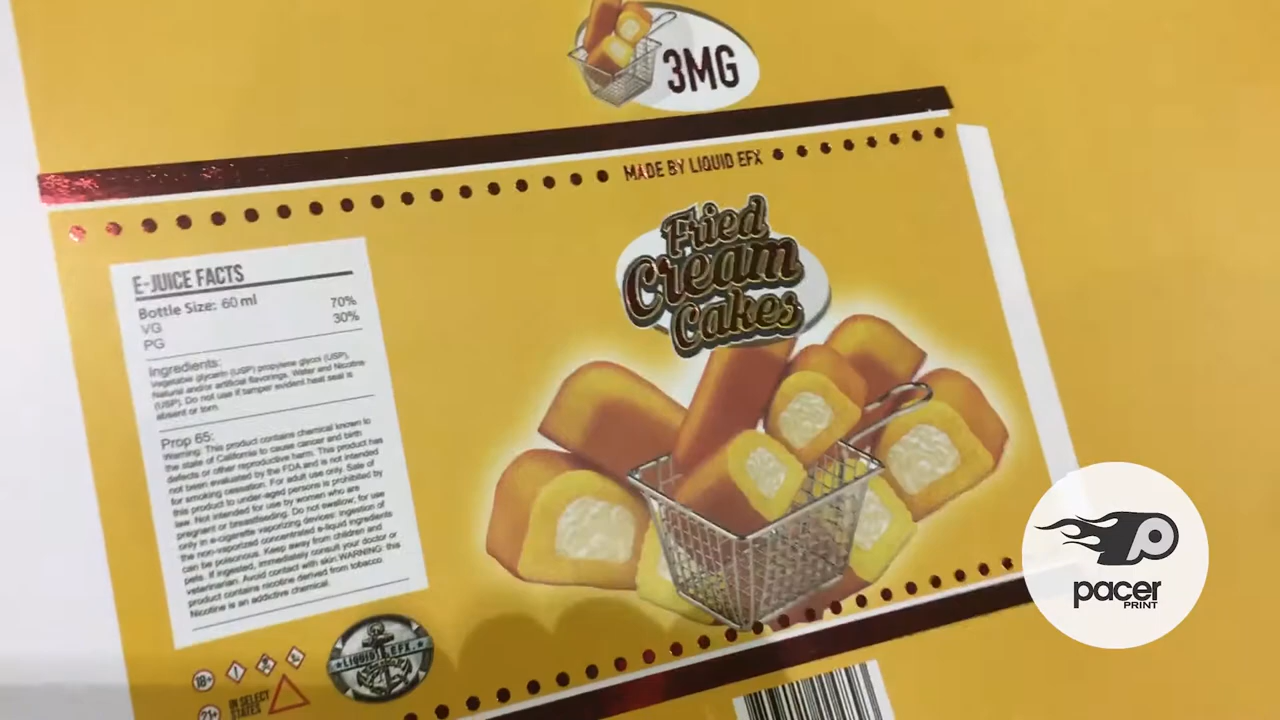 3MG
MADE BY LIQUID EFX
Fried
Cream
Cakes
E-JUICE FACTS
Bottle Size: 60 ml
VG 70%
PG 30%
Ingredients:
Vegetable glycerin (USP) propylene glycol (USP),
Natural and/or artificial flavorings, Water and Nicotine
(USP). Do not use if tamper evident heat seal is
absent or torn.
Prop 65:
Warning: This product contains chemical known to
the state of California to cause cancer and birth
defects or other reproductive harm. This product has
not been evaluated by the FDA and is not intended
for smoking cessation. For adult use only. Sale of
this product to under-aged persons is prohibited by
law. Not intended for use by women who are
pregnant or breastfeeding. Do not swallow, for use
only in e-cigarette vaporizing devices: ingestion of
the non-vaporized concentrated e-liquid ingredients
can be poisonous. Keep away from children and
pets. If ingested, immediately consult your doctor or
veterinarian. Avoid contact with skin WARNING: this
product contains nicotine derived from tobacco.
Nicotine is an addictive chemical.
LIQUID EFX
18+
21+
IN SELECT
STATES
pacer
PRINT